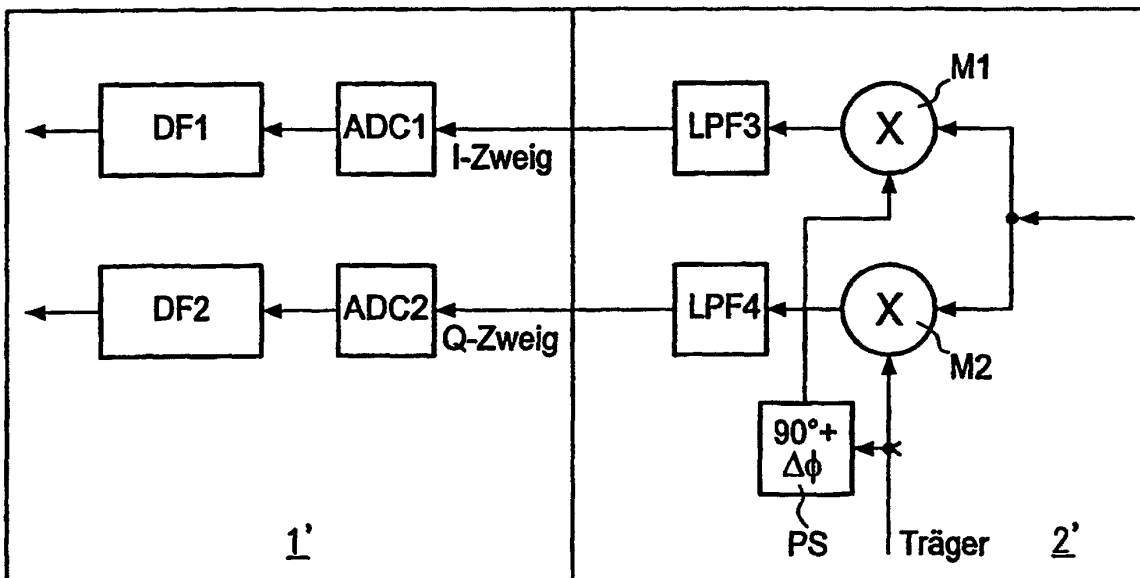 M1
DF1
ADC1
LPF3
X
I-Zweig
DF2
ADC2
LPF4
X
Q-Zweig
M2
90°+
Δϕ
PS
Träger
1'
2'